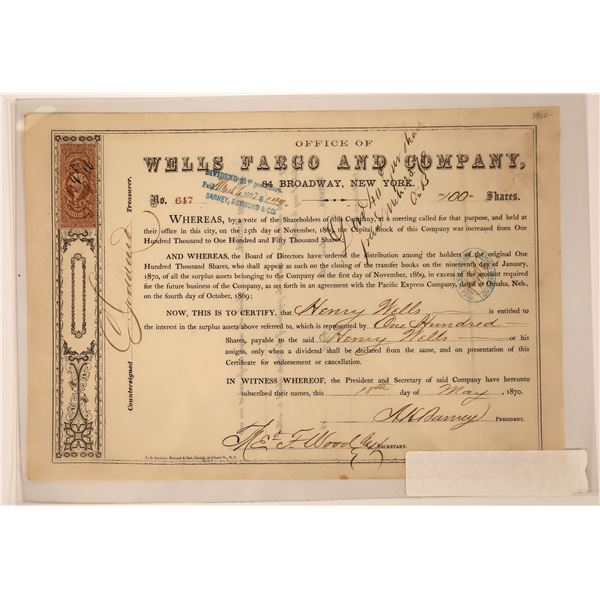 OFFICE OF
WELLS FARGO AND COMPANY,
84 BROADWAY, NEW YORK.
No. 647 -100- Shares.
DIVIDEND $1 00 per share.
Paid
BARNEY, RAYMOND & CO.
WHEREAS, by a vote of the Shareholders of this Company, at a meeting called for that purpose, and held at
their office in this city, on the 25th day of November, 1869, the Capital Stock of this Company was increased from One
Hundred Thousand to One Hundred and Fifty Thousand Shares;
AND WHEREAS, the Board of Directors have ordered the distribution among the holders of the original One
Hundred Thousand Shares, who shall appear as such on the closing of the transfer books on the nineteenth day of January,
1870, of all the surplus assets belonging to the Company on the first day of November, 1869, in excess of the amount required
for the future business of the Company, as set forth in an agreement with the Pacific Express Company, dated at Omaha, Neb.,
on the fourth day of October, 1869;
NOW, THIS IS TO CERTIFY, that Henry Wells is entitled
to the interest in the surplus assets above referred to, which is represented by One Hundred
Shares, payable to the said Henry Wells or his
assigns, only when a dividend shall be declared from the same, and on presentation of this
Certificate for endorsement or cancellation.
IN WITNESS WHEREOF, the President and Secretary of said Company have hereunto
subscribed their names, this 18th day of May, 1870.
A H Barney PRESIDENT.
SECRETARY.
Countersigned Treasurer.